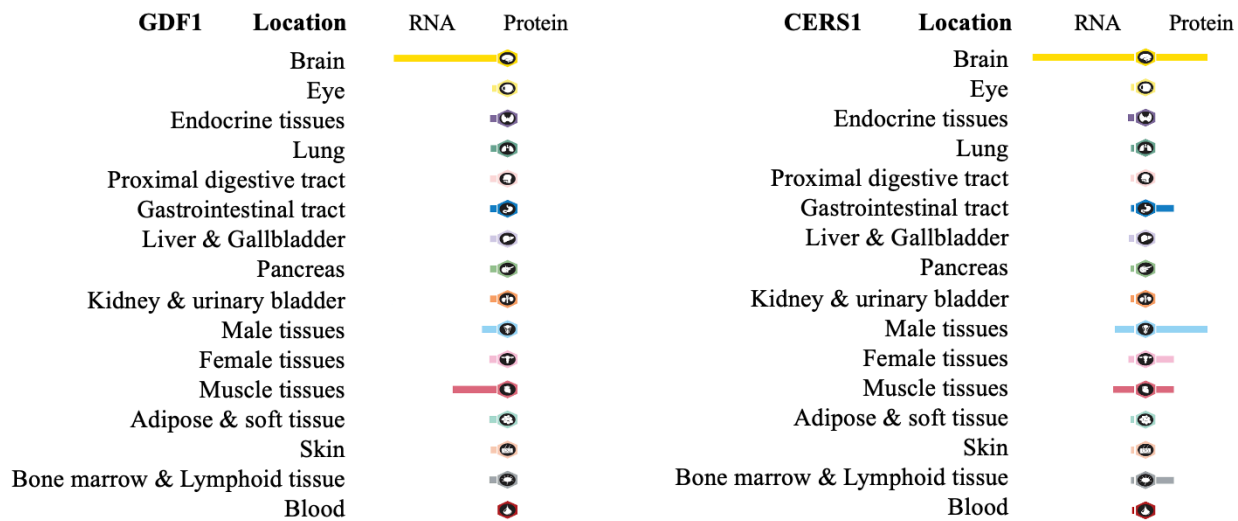 GDF1 Location RNA Protein
Brain
Eye
Endocrine tissues
Lung
Proximal digestive tract
Gastrointestinal tract
Liver & Gallbladder
Pancreas
Kidney & urinary bladder
Male tissues
Female tissues
Muscle tissues
Adipose & soft tissue
Skin
Bone marrow & Lymphoid tissue
Blood
CERS1 Location RNA Protein
Brain
Eye
Endocrine tissues
Lung
Proximal digestive tract
Gastrointestinal tract
Liver & Gallbladder
Pancreas
Kidney & urinary bladder
Male tissues
Female tissues
Muscle tissues
Adipose & soft tissue
Skin
Bone marrow & Lymphoid tissue
Blood